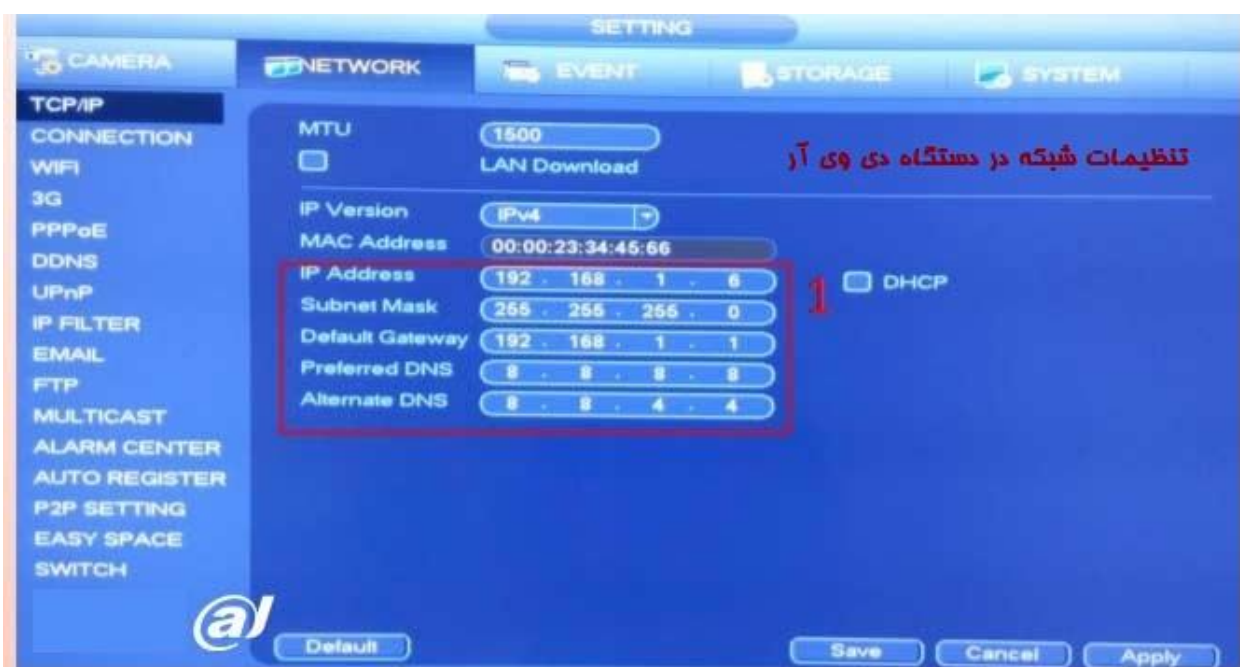 SETTING
CAMERA
NETWORK
EVENT
STORAGE
SYSTEM
TCP/IP
CONNECTION
WIFI
3G
PPPoE
DDNS
UPnP
IP FILTER
EMAIL
FTP
MULTICAST
ALARM CENTER
AUTO REGISTER
P2P SETTING
EASY SPACE
SWITCH
MTU 1500
LAN Download
تنظیمات شبکه در دستگاه دی وی آر
IP Version IPv4
MAC Address 00:00:23:34:45:66
IP Address 192 . 168 . 1 . 6
1 DHCP
Subnet Mask 255 . 255 . 255 . 0
Default Gateway 192 . 168 . 1 . 1
Preferred DNS 8 . 8 . 8 . 8
Alternate DNS 8 . 8 . 4 . 4
Default
Save
Cancel
Apply